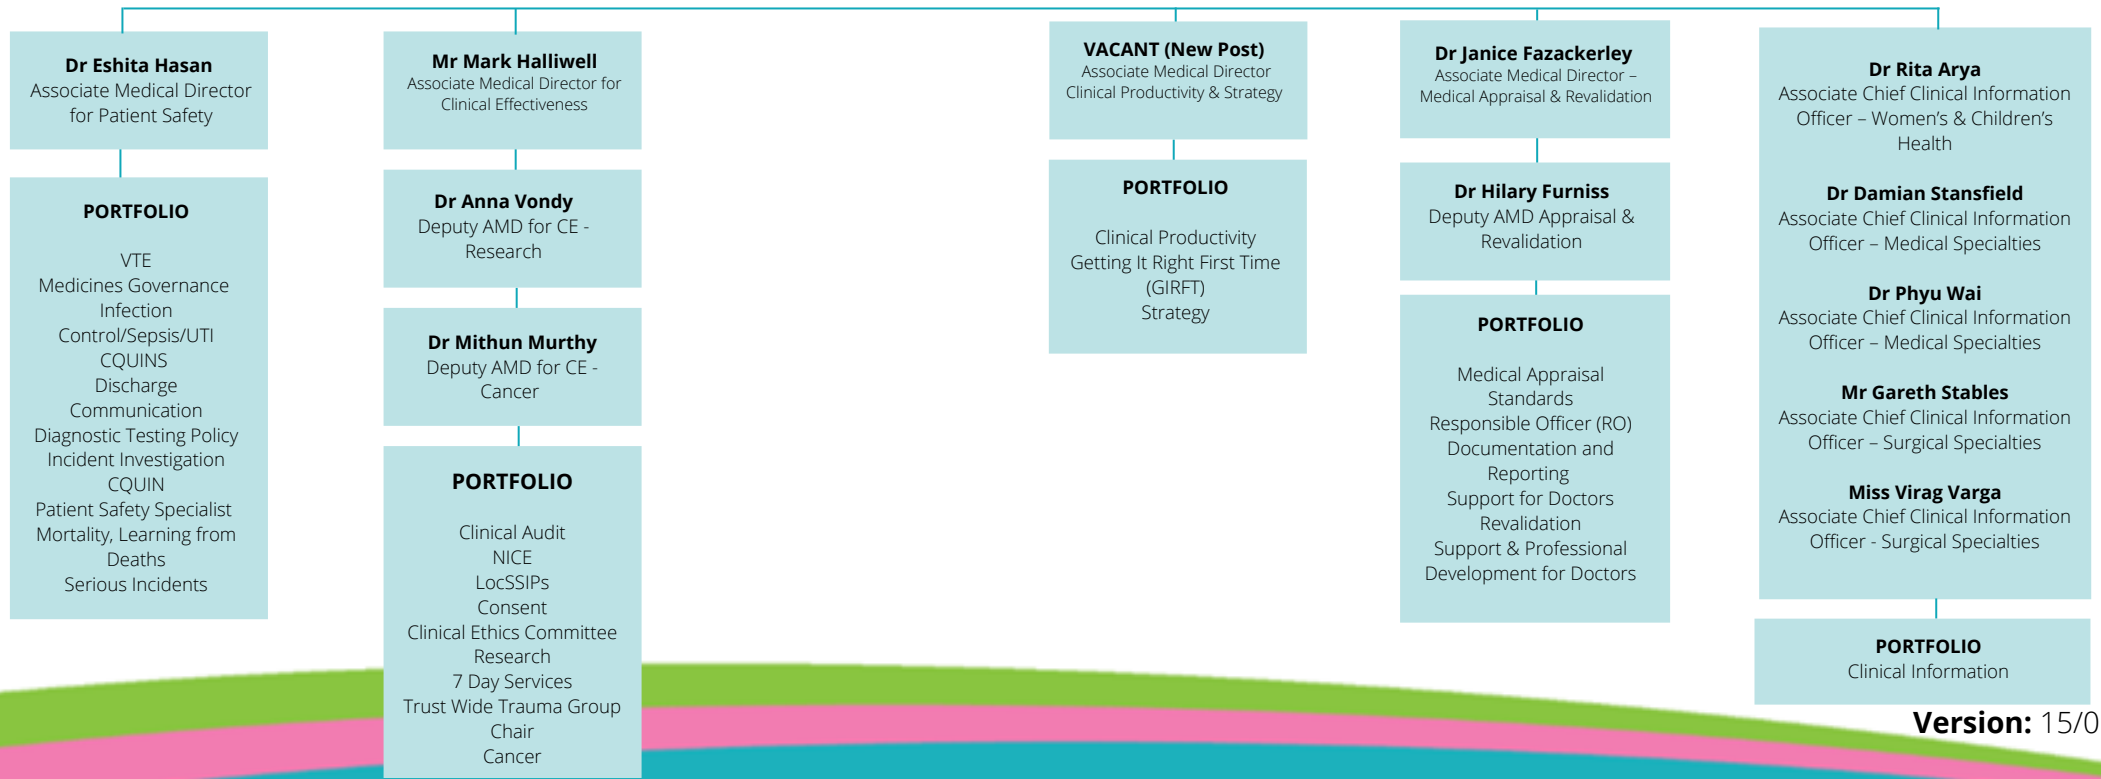 Dr Eshita Hasan
Associate Medical Director
for Patient Safety
PORTFOLIO
VTE
Medicines Governance
Infection
Control/Sepsis/UTI
CQUINS
Discharge
Communication
Diagnostic Testing Policy
Incident Investigation
CQUIN
Patient Safety Specialist
Mortality, Learning from
Deaths
Serious Incidents
Mr Mark Halliwell
Associate Medical Director for
Clinical Effectiveness
Dr Anna Vondy
Deputy AMD for CE -
Research
Dr Mithun Murthy
Deputy AMD for CE -
Cancer
PORTFOLIO
Clinical Audit
NICE
LocSSIPs
Consent
Clinical Ethics Committee
Research
7 Day Services
Trust Wide Trauma Group
Chair
Cancer
VACANT (New Post)
Associate Medical Director
Clinical Productivity & Strategy
PORTFOLIO
Clinical Productivity
Getting It Right First Time
(GIRFT)
Strategy
Dr Janice Fazackerley
Associate Medical Director –
Medical Appraisal & Revalidation
Dr Hilary Furniss
Deputy AMD Appraisal &
Revalidation
PORTFOLIO
Medical Appraisal
Standards
Responsible Officer (RO)
Documentation and
Reporting
Support for Doctors
Revalidation
Support & Professional
Development for Doctors
Dr Rita Arya
Associate Chief Clinical Information
Officer – Women’s & Children’s
Health
Dr Damian Stansfield
Associate Chief Clinical Information
Officer – Medical Specialties
Dr Phyu Wai
Associate Chief Clinical Information
Officer – Medical Specialties
Mr Gareth Stables
Associate Chief Clinical Information
Officer – Surgical Specialties
Miss Virag Varga
Associate Chief Clinical Information
Officer - Surgical Specialties
PORTFOLIO
Clinical Information
Version: 15/0